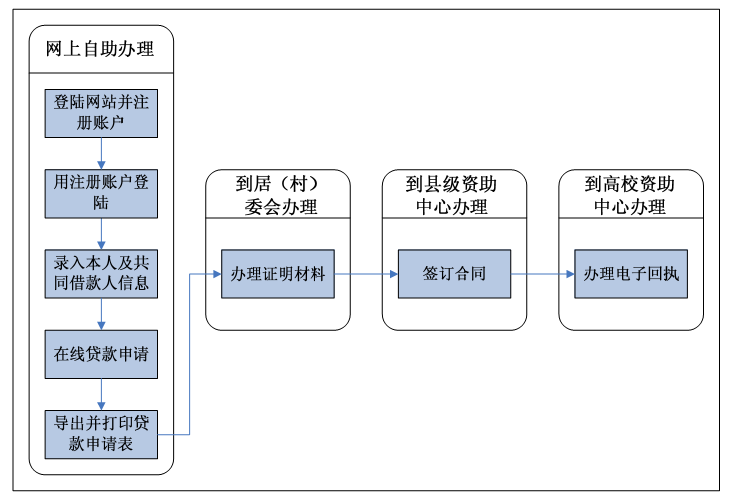 网上自助办理
登陆网站并注
册账户
用注册账户登
陆
录入本人及共
同借款人信息
在线贷款申请
导出并打印贷
款申请表
到居（村）
委会办理
办理证明材料
到县级资助
中心办理
签订合同
到高校资助
中心办理
办理电子回执